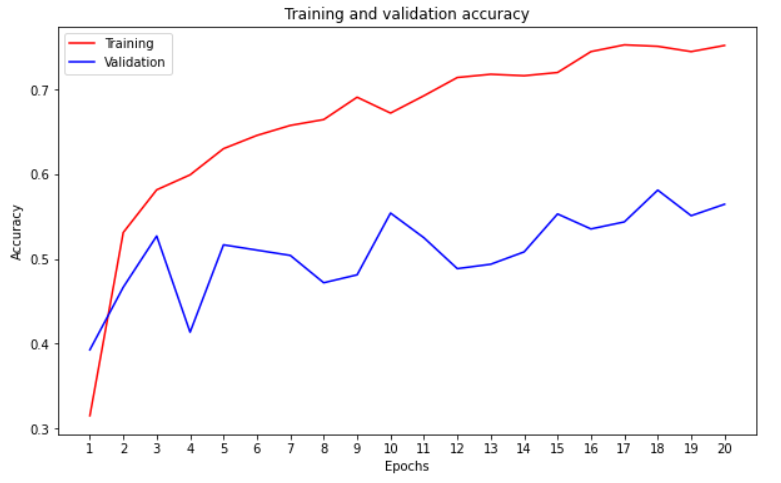 Training and validation accuracy
Training
Validation
0.7
0.6
0.5
0.4
0.3
Accuracy
1 2 3 4 5 6 7 8 9 10 11 12 13 14 15 16 17 18 19 20
Epochs